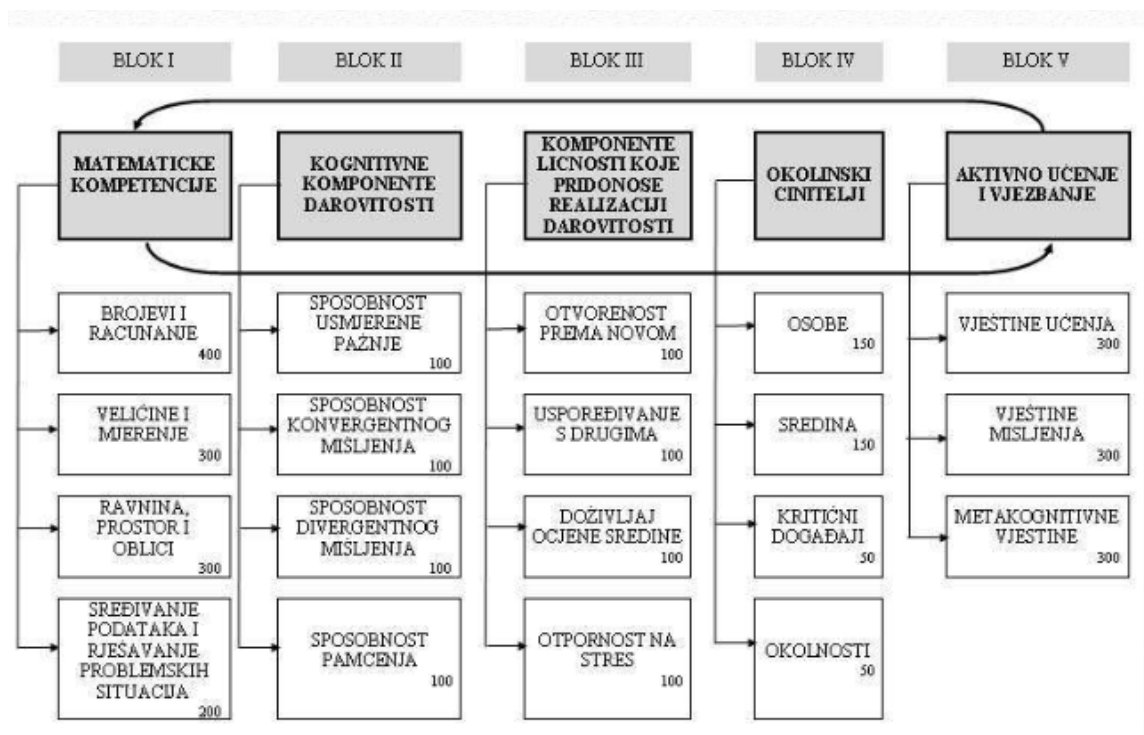 BLOK I
BLOK II
BLOK III
BLOK IV
BLOK V
MATEMATICKE
KOMPETENCIJE
KOGNITIVNE
KOMPONENTE
DAROVITOSTI
KOMPONENTE
LICNOSTI KOJE
PRIDONOSE
REALIZACIJI
DAROVITOSTI
OKOLINSKI
CINITELJI
AKTIVNO UČENJE
I VJEZBANJE
BROJEVI I
RACUNANJE
400
SPOSOBNOST
USMJERENE
PAŽNJE
100
OTVORENOST
PREMA NOVOM
100
OSOBE
150
VJEŠTINE UČENJA
300
VELIČINE I
MJERENJE
300
SPOSOBNOST
KONVERGENTNOG
MIŠLJENJA
100
USPOREĐIVANJE
S DRUGIMA
100
SREDINA
150
VJEŠTINE
MISLJENJA
300
RAVNINA,
PROSTOR I
OBLICI
300
SPOSOBNOST
DIVERGENTNOG
MIŠLJENJA
100
DOŽIVLJAJ
OCJENE SREDINE
100
KRITIČNI
DOGAĐAJI
50
METAKOGNITIVNE
VJESTINE
300
SREĐIVANJE
PODATAKA I
RJEŠAVANJE
PROBLEMSKIH
SITUACIJA
200
SPOSOBNOST
PAMCENJA
100
OTPORNOST NA
STRES
100
OKOLNOSTI
50